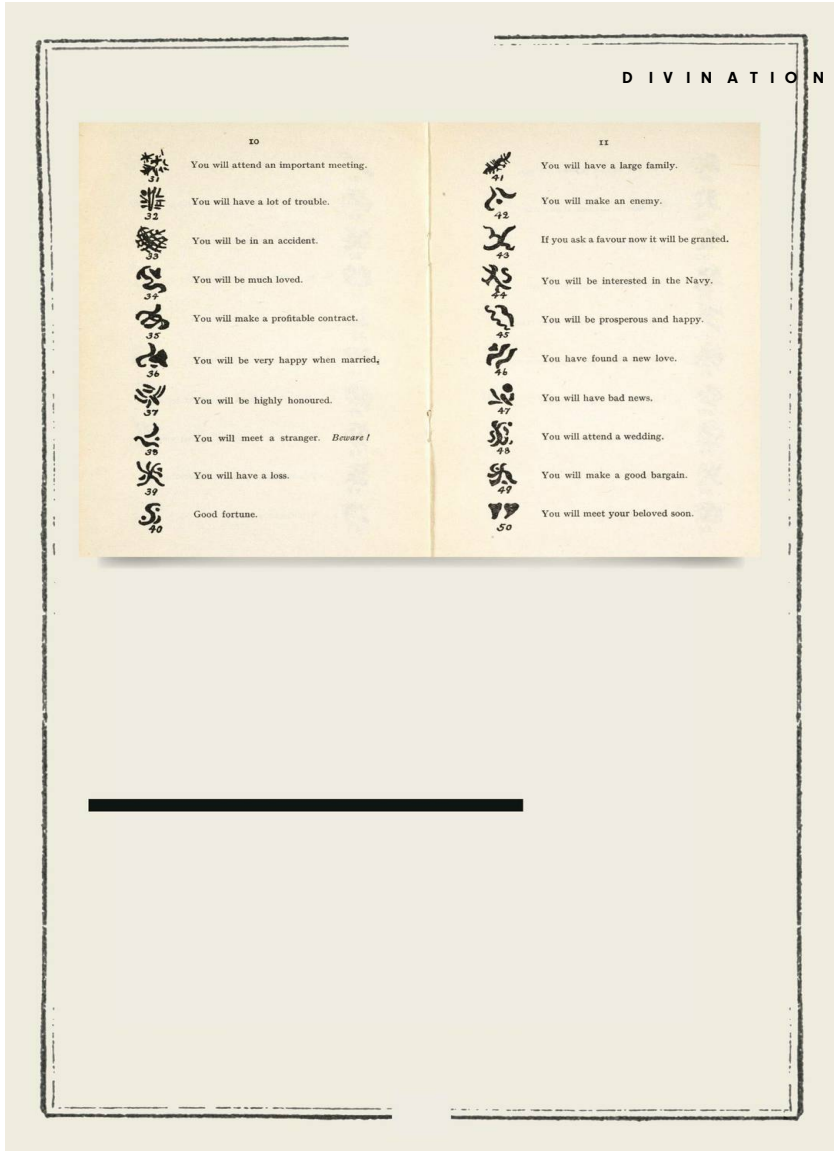 DIVINATION
10
31 You will attend an important meeting.
32 You will have a lot of trouble.
33 You will be in an accident.
34 You will be much loved.
35 You will make a profitable contract.
36 You will be very happy when married.
37 You will be highly honoured.
38 You will meet a stranger. Beware !
39 You will have a loss.
40 Good fortune.
11
41 You will have a large family.
42 You will make an enemy.
43 If you ask a favour now it will be granted.
44 You will be interested in the Navy.
45 You will be prosperous and happy.
46 You have found a new love.
47 You will have bad news.
48 You will attend a wedding.
49 You will make a good bargain.
50 You will meet your beloved soon.